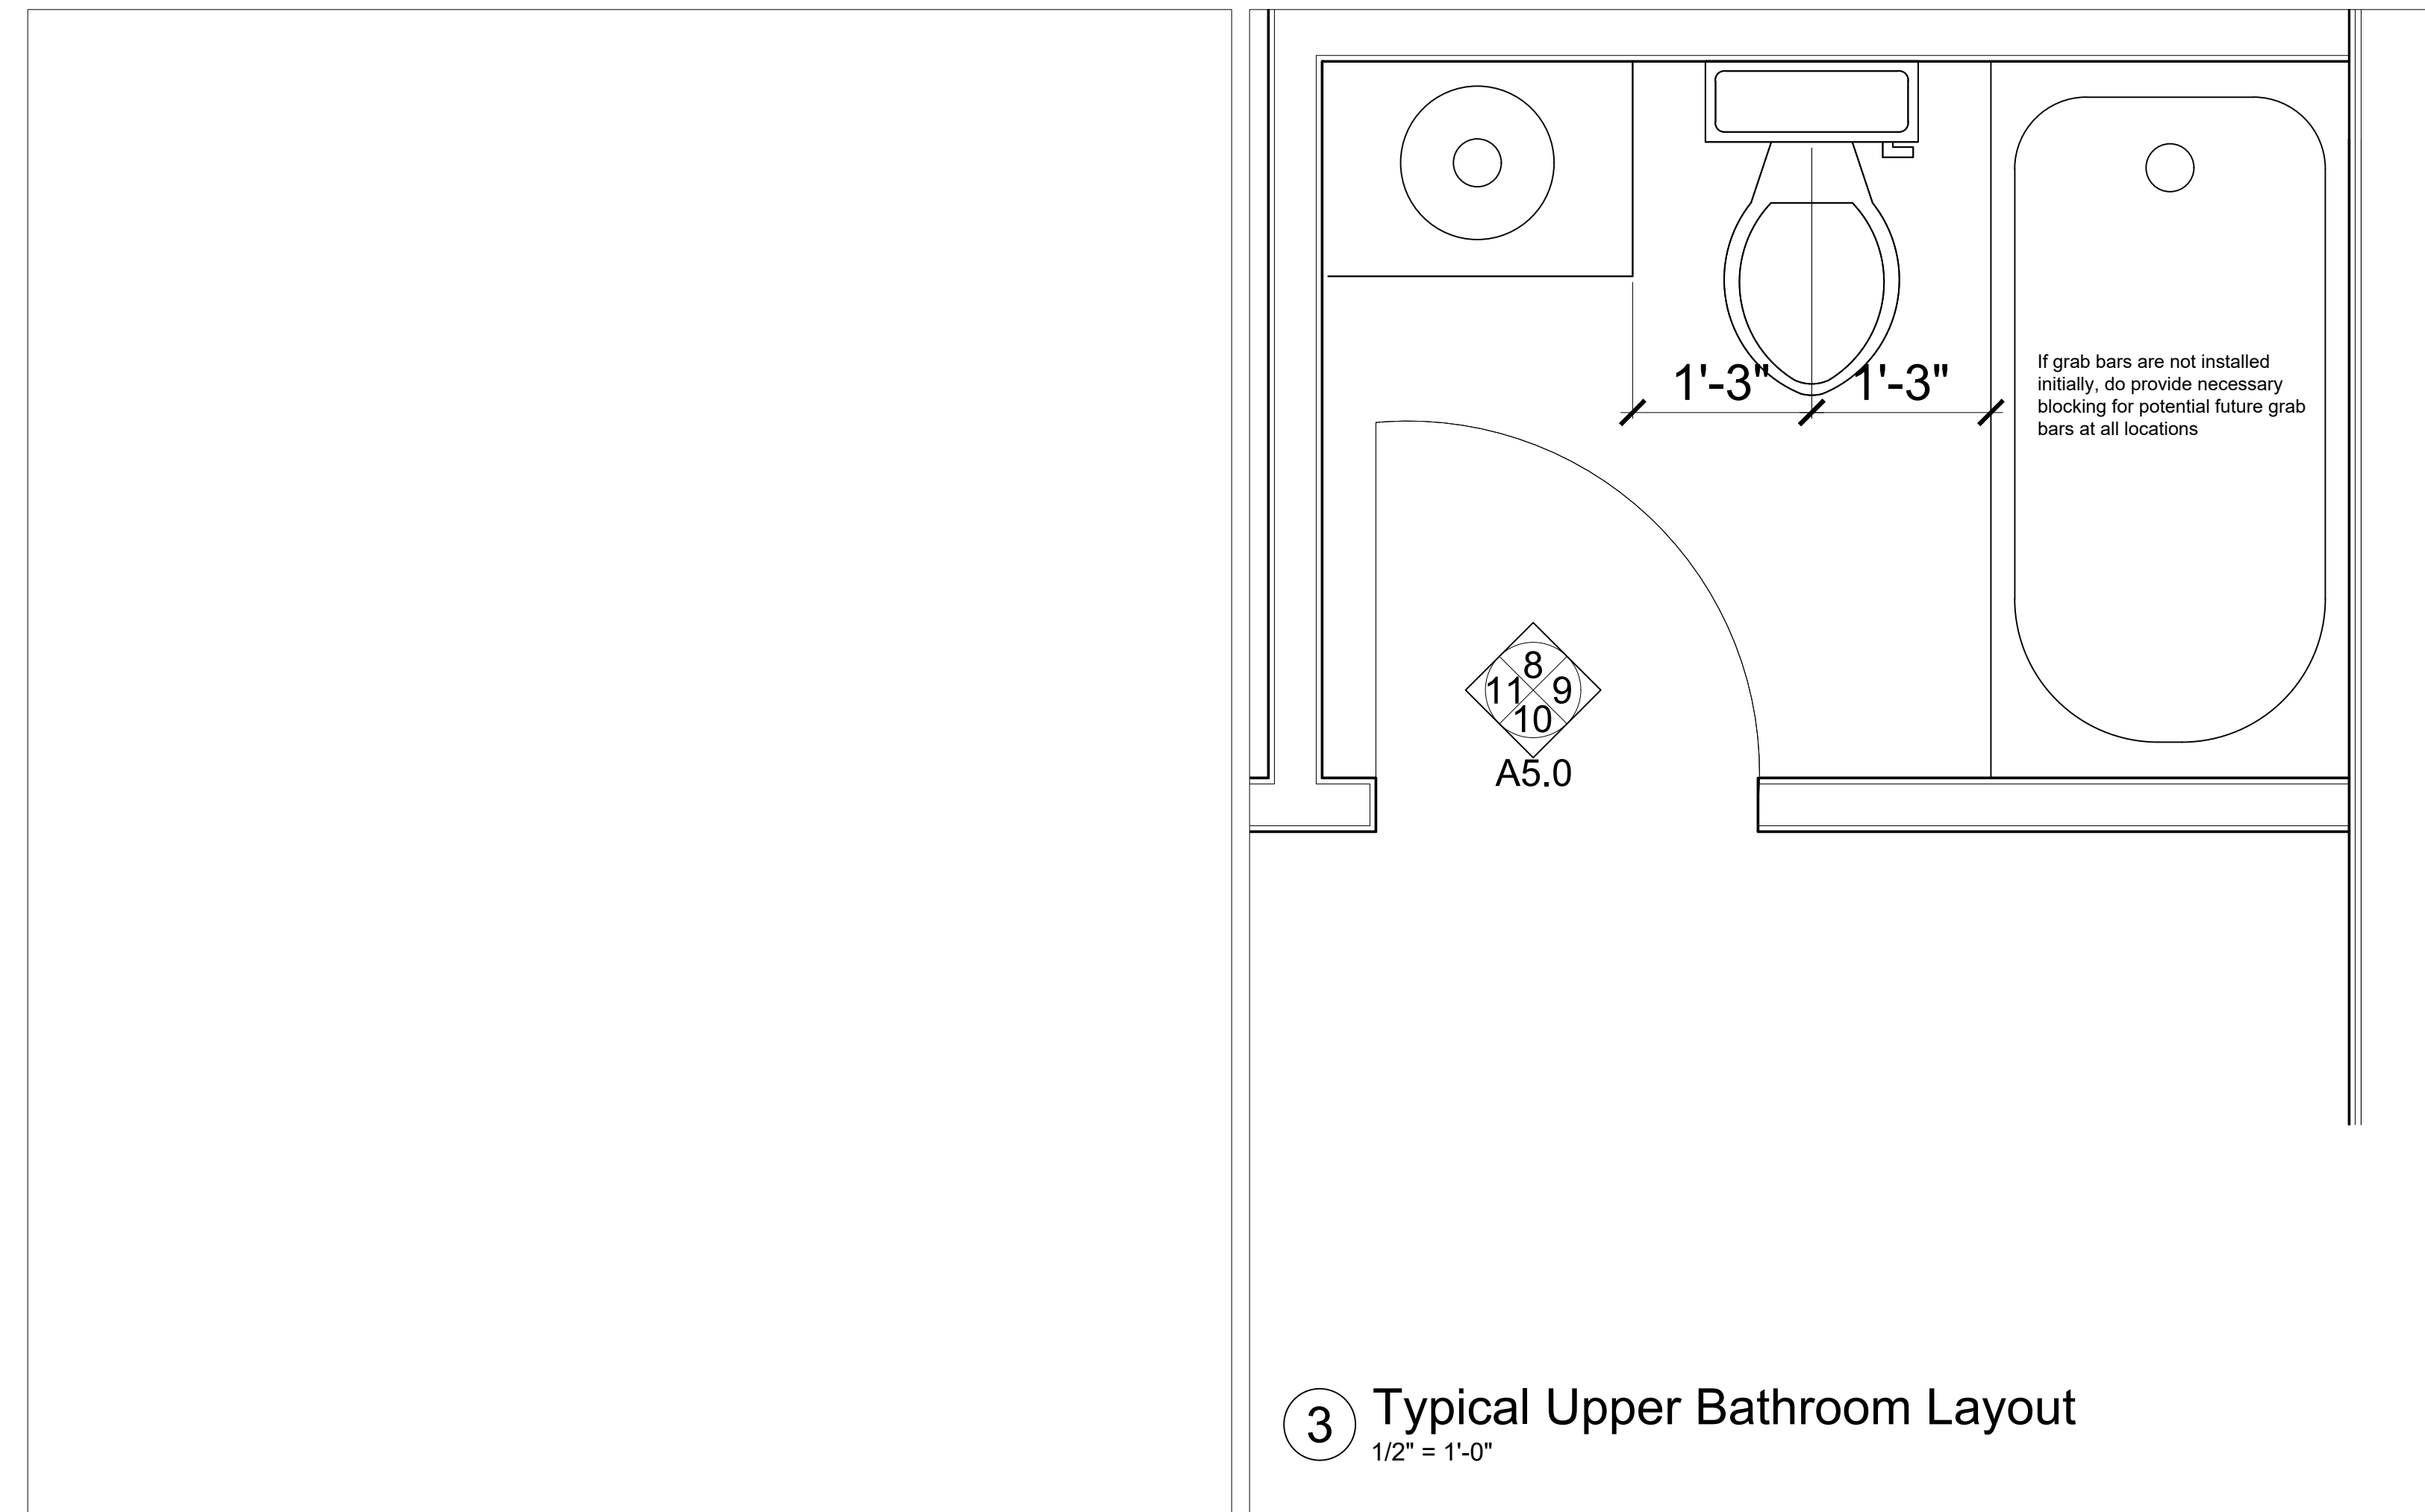 1'-3" 1'-3"
If grab bars are not installed
initially, do provide necessary
blocking for potential future grab
bars at all locations
8
11 9
10
A5.0
3 Typical Upper Bathroom Layout
1/2" = 1'-0"